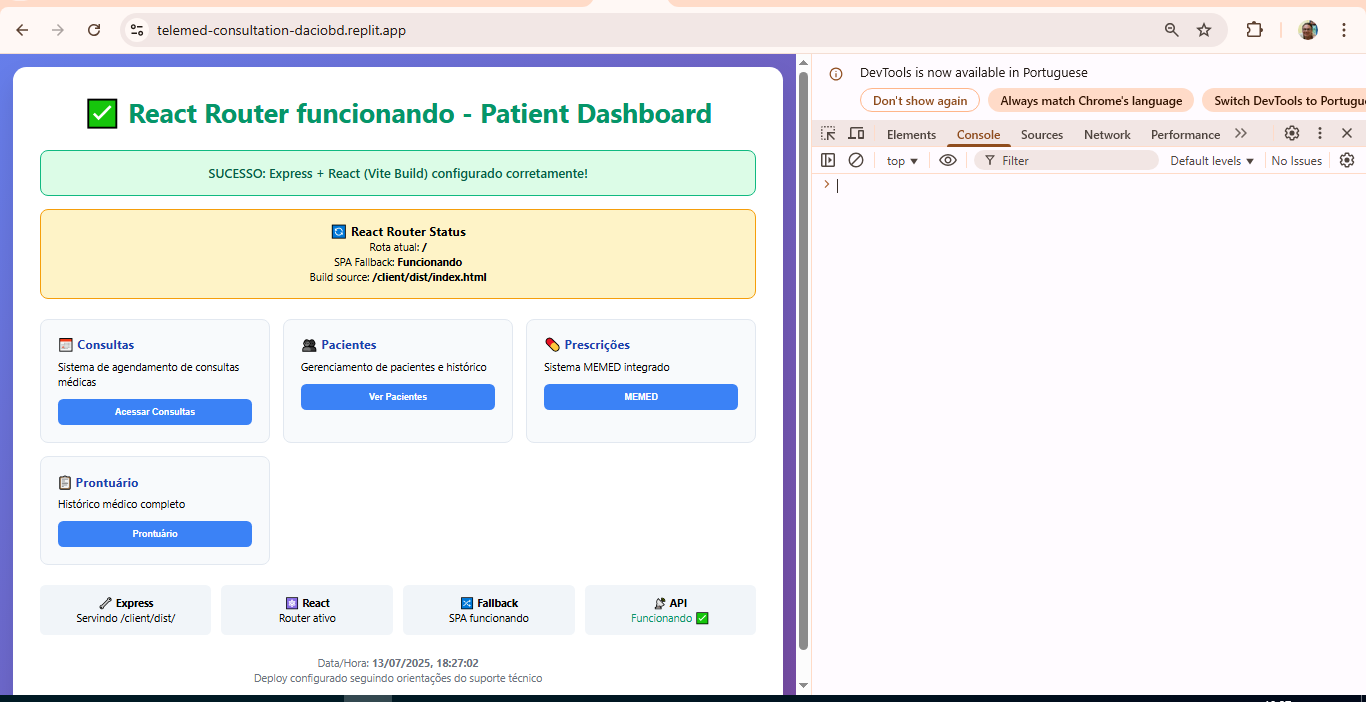 telemed-consultation-daciobd.replit.app
✅ React Router funcionando - Patient Dashboard
SUCESSO: Express + React (Vite Build) configurado corretamente!
React Router Status
Rota atual: /
SPA Fallback: Funcionando
Build source: /client/dist/index.html
Consultas
Sistema de agendamento de consultas
médicas
Acessar Consultas
Pacientes
Gerenciamento de pacientes e histórico
Ver Pacientes
Prescrições
Sistema MEMED integrado
MEMED
Prontuário
Histórico médico completo
Prontuário
Express
Servindo /client/dist/
React
Router ativo
Fallback
SPA funcionando
API
Funcionando ✅
Data/Hora: 13/07/2025, 18:27:02
Deploy configurado seguindo orientações do suporte técnico
DevTools is now available in Portuguese
Don't show again
Always match Chrome's language
Switch DevTools to Portugu
Elements
Console
Sources
Network
Performance
top
Filter
Default levels
No Issues